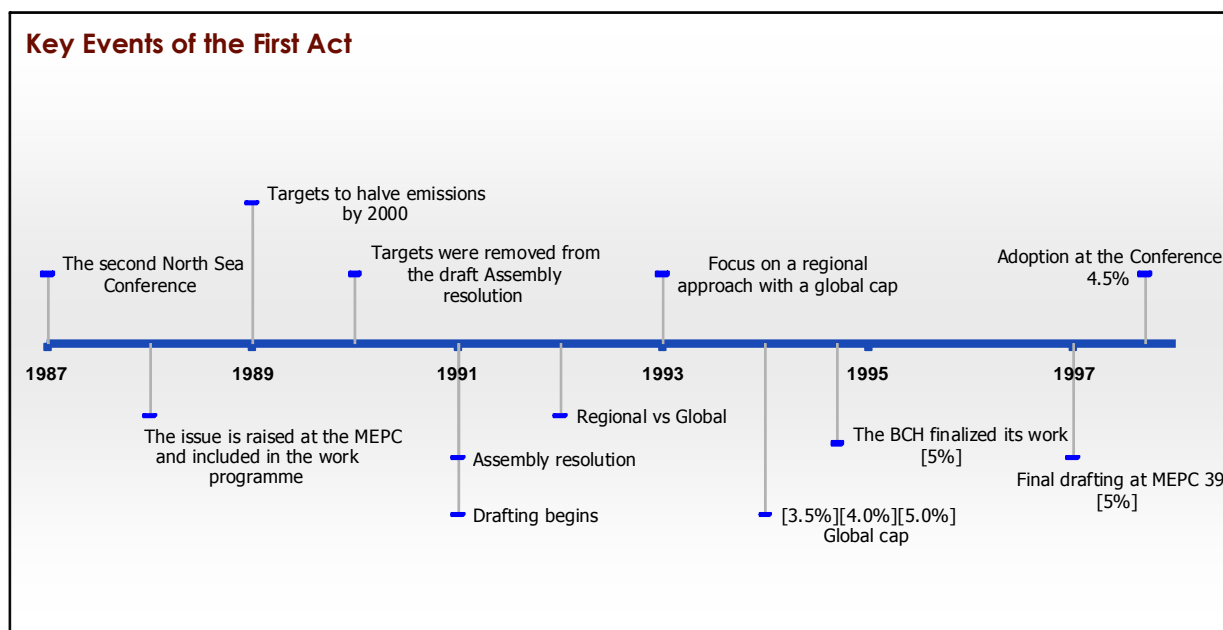 Key Events of the First Act
Targets to halve emissions
by 2000
The second North Sea
Conference
Targets were removed from
the draft Assembly
resolution
Focus on a regional
approach with a global cap
Adoption at the Conference
4.5%
1987
1989
1991
1993
1995
1997
The issue is raised at the MEPC
and included in the work
programme
Regional vs Global
Assembly resolution
Drafting begins
The BCH finalized its work
[5%]
[3.5%][4.0%][5.0%]
Global cap
Final drafting at MEPC 39
[5%]